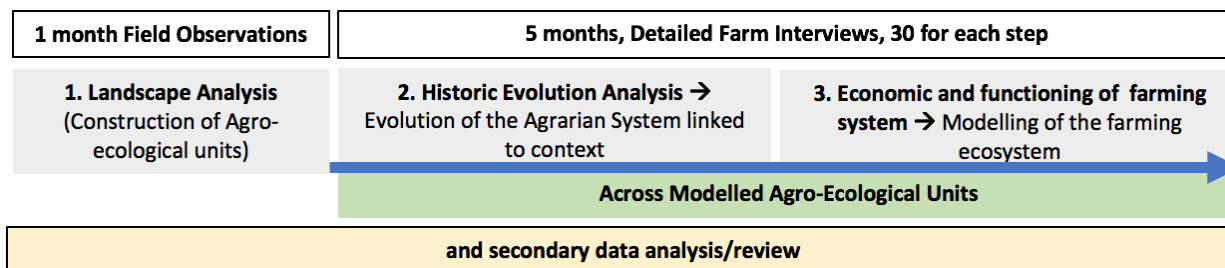 1 month Field Observations
5 months, Detailed Farm Interviews, 30 for each step
1. Landscape Analysis
(Construction of Agro-
ecological units)
2. Historic Evolution Analysis →
Evolution of the Agrarian System linked
to context
3. Economic and functioning of farming
system → Modelling of the farming
ecosystem
Across Modelled Agro-Ecological Units
and secondary data analysis/review